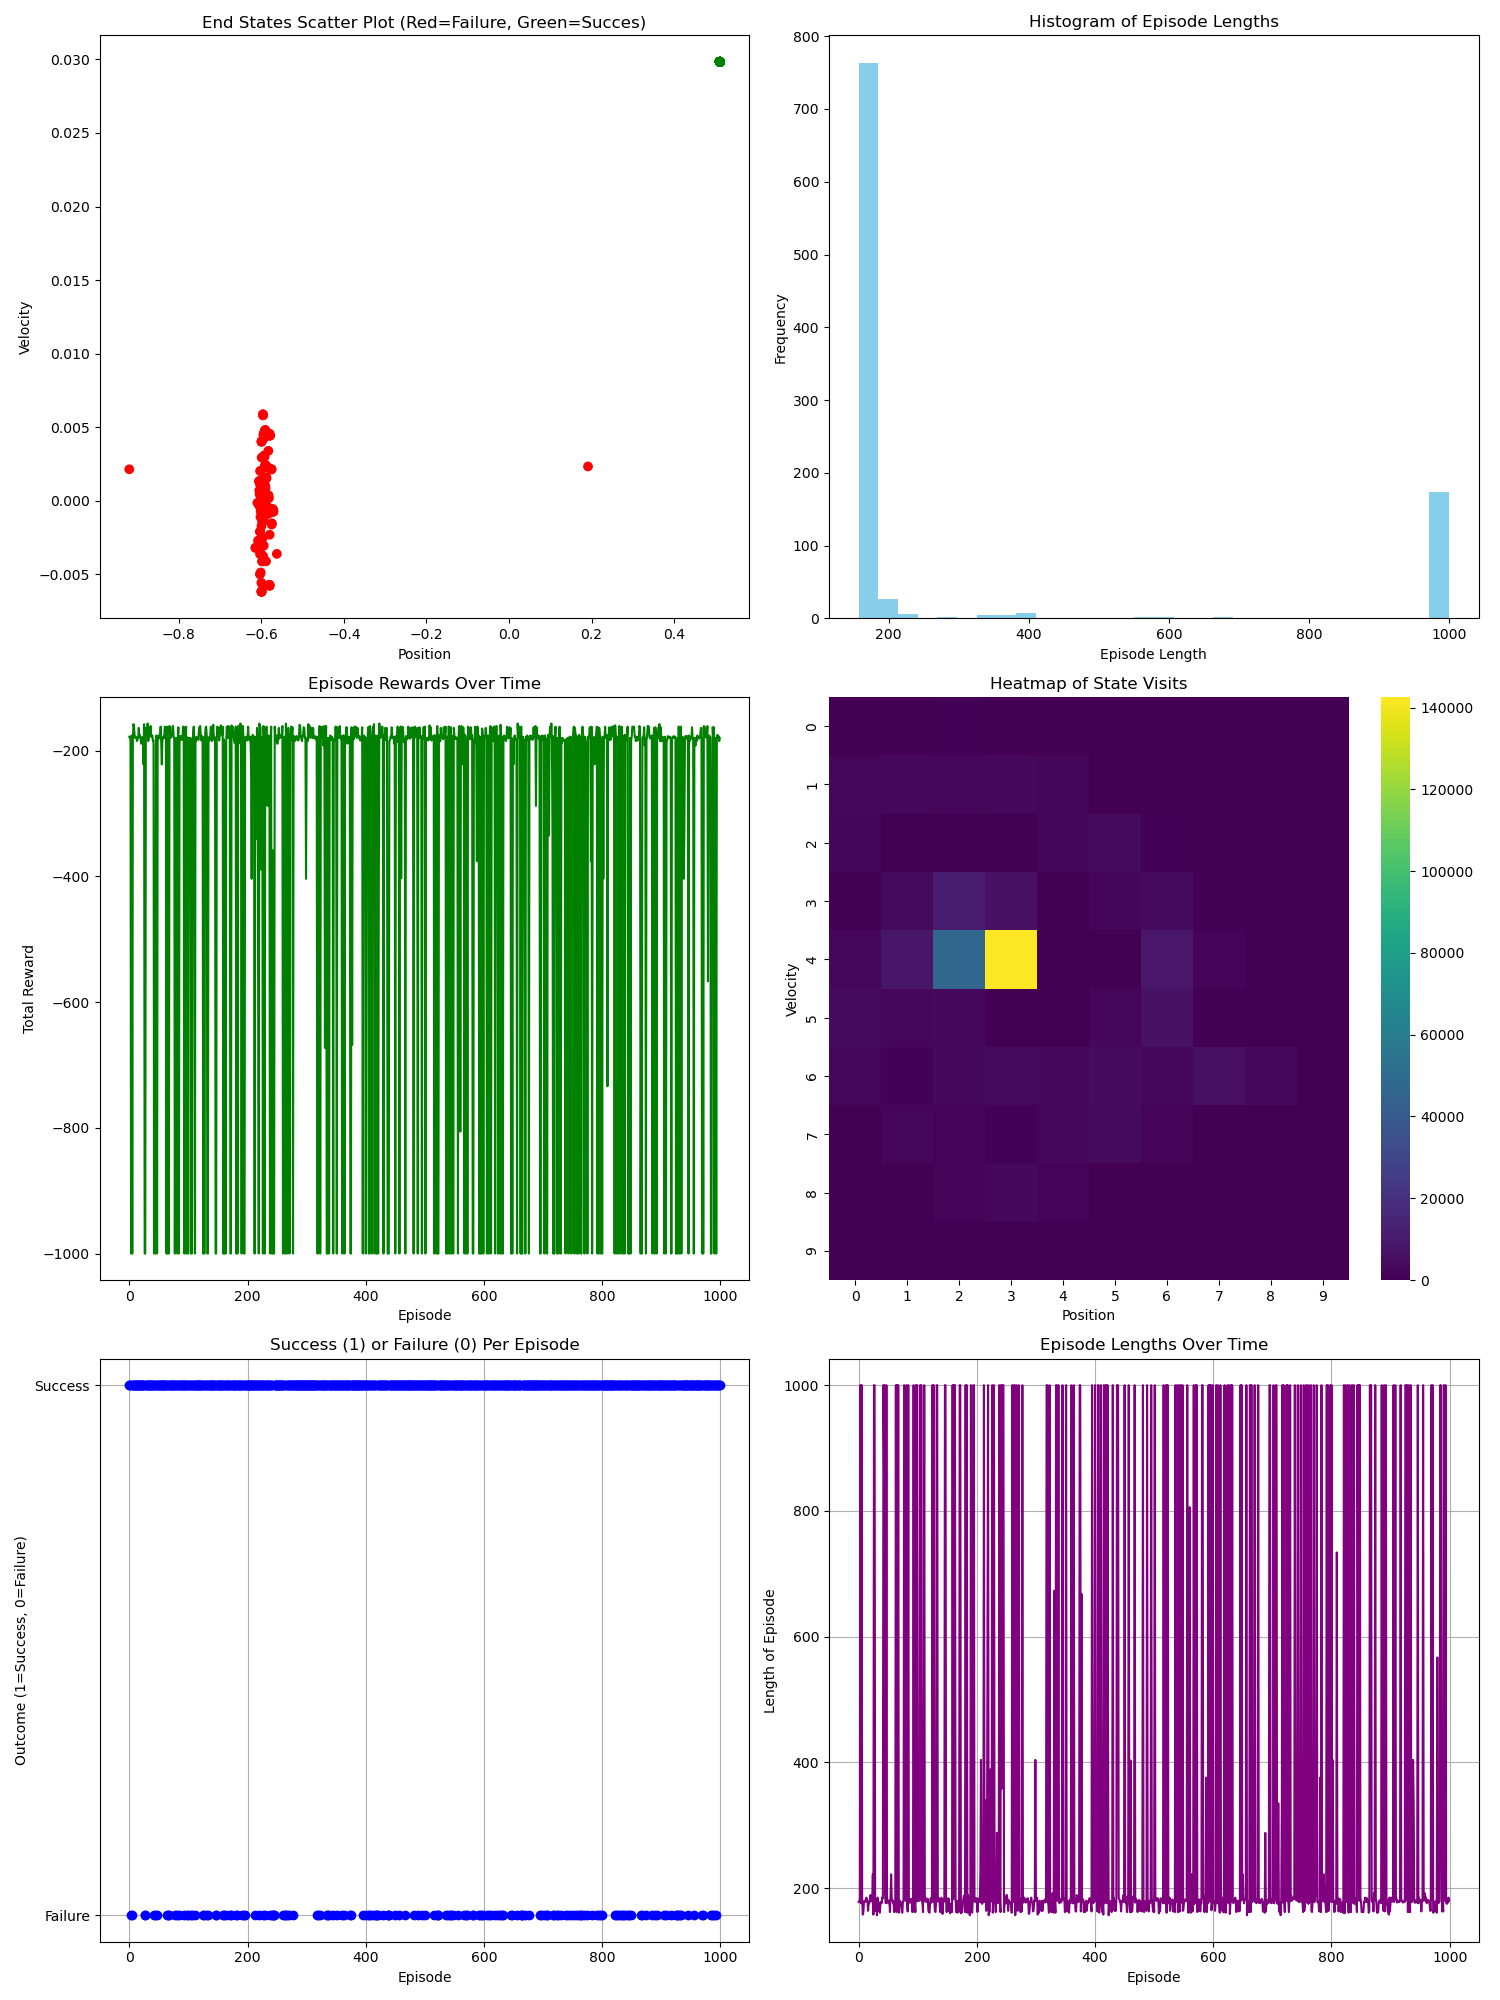 End States Scatter Plot (Red=Failure, Green=Succes)
0.030
0.025
0.020
0.015
0.010
0.005
0.000
−0.005
Velocity
−0.8 −0.6 −0.4 −0.2 0.0 0.2 0.4
Position
Histogram of Episode Lengths
800
700
600
500
400
300
200
100
0
Frequency
200 400 600 800 1000
Episode Length
Episode Rewards Over Time
−200
−400
−600
−800
−1000
Total Reward
0 200 400 600 800 1000
Episode
Heatmap of State Visits
0
1
2
3
4
5
6
7
8
9
Velocity
0 1 2 3 4 5 6 7 8 9
Position
140000
120000
100000
80000
60000
40000
20000
0
Success (1) or Failure (0) Per Episode
Success
Failure
Outcome (1=Success, 0=Failure)
0 200 400 600 800 1000
Episode
Episode Lengths Over Time
1000
800
600
400
200
Length of Episode
0 200 400 600 800 1000
Episode